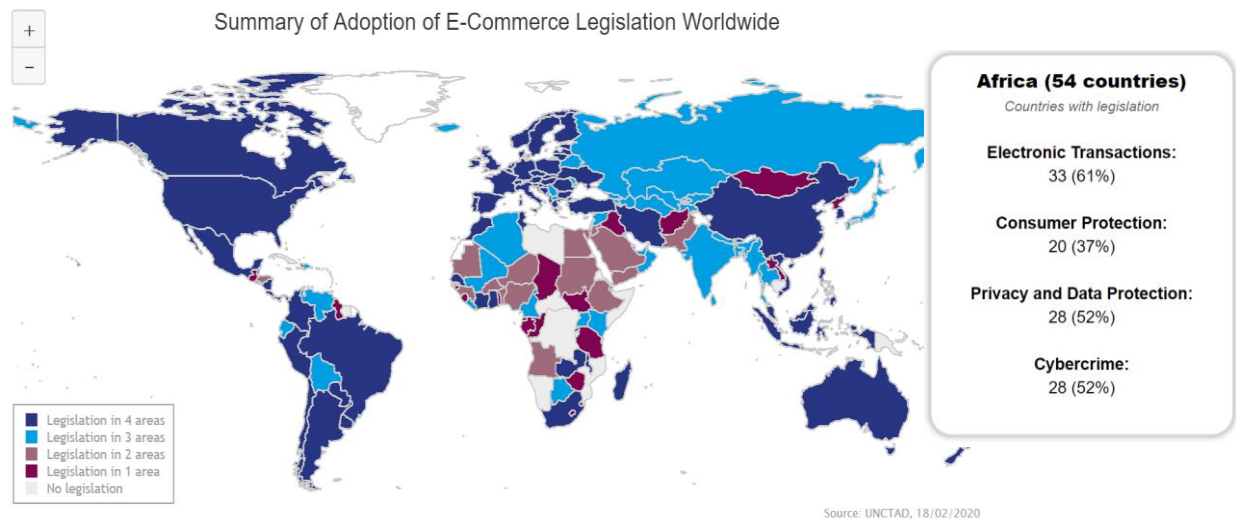 Summary of Adoption of E-Commerce Legislation Worldwide
+
−
Africa (54 countries)
Countries with legislation
Electronic Transactions:
33 (61%)
Consumer Protection:
20 (37%)
Privacy and Data Protection:
28 (52%)
Cybercrime:
28 (52%)
Legislation in 4 areas
Legislation in 3 areas
Legislation in 2 areas
Legislation in 1 area
No legislation
Source: UNCTAD, 18/02/2020